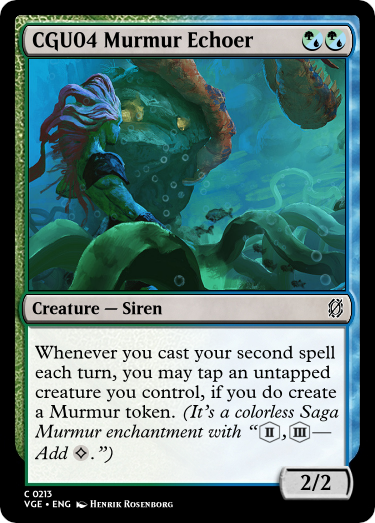 CGU04 Murmur Echoer
Creature — Siren
Whenever you cast your second spell
each turn, you may tap an untapped
creature you control, if you do create
a Murmur token. (It's a colorless Saga
Murmur enchantment with “II, III—
Add C.”)
2/2
C 0213
VGE • ENG Henrik Rosenborg